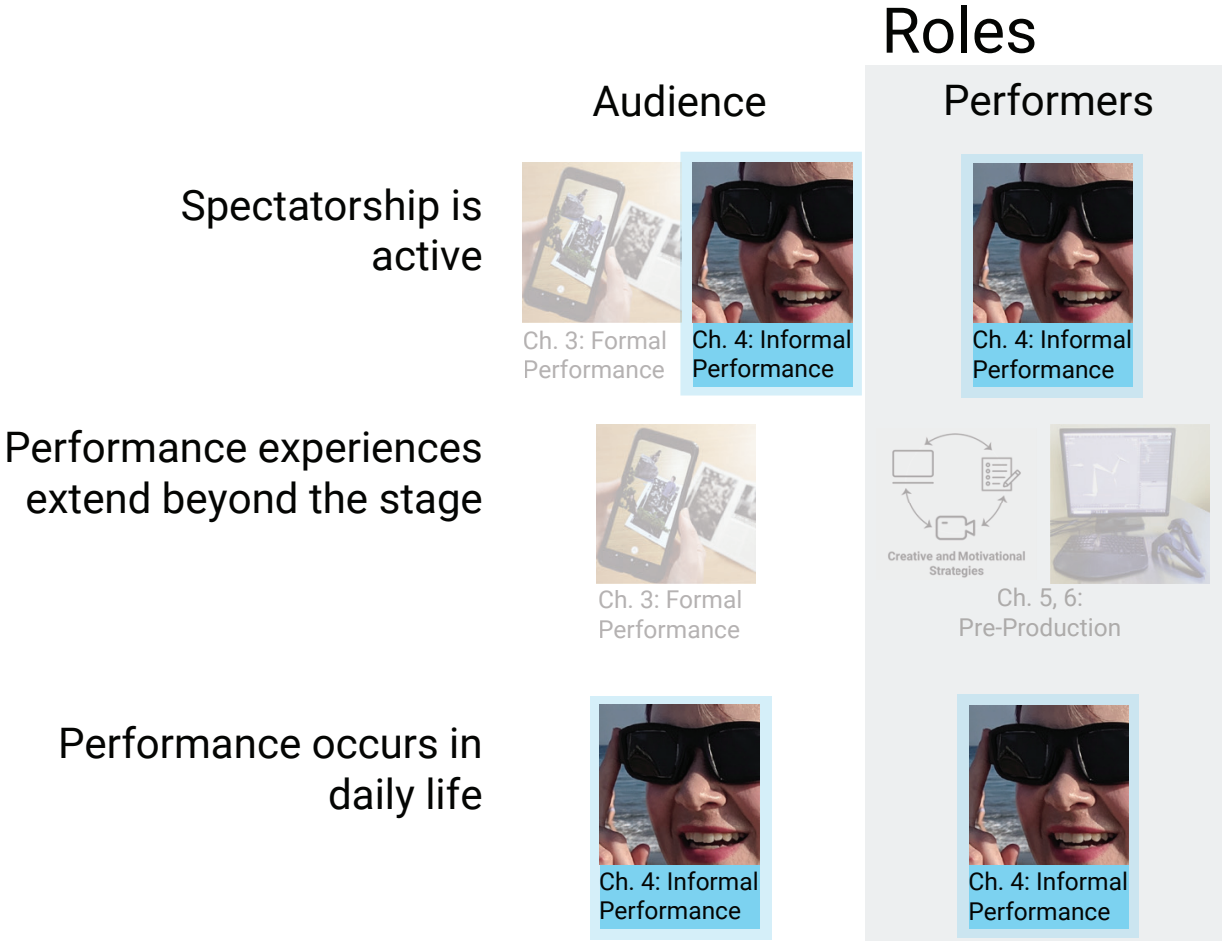 Roles
Audience
Performers
Spectatorship is
active
Ch. 3: Formal
Performance
Ch. 4: Informal
Performance
Ch. 4: Informal
Performance
Performance experiences
extend beyond the stage
Ch. 3: Formal
Performance
Creative and Motivational
Strategies
Ch. 5, 6:
Pre-Production
Performance occurs in
daily life
Ch. 4: Informal
Performance
Ch. 4: Informal
Performance